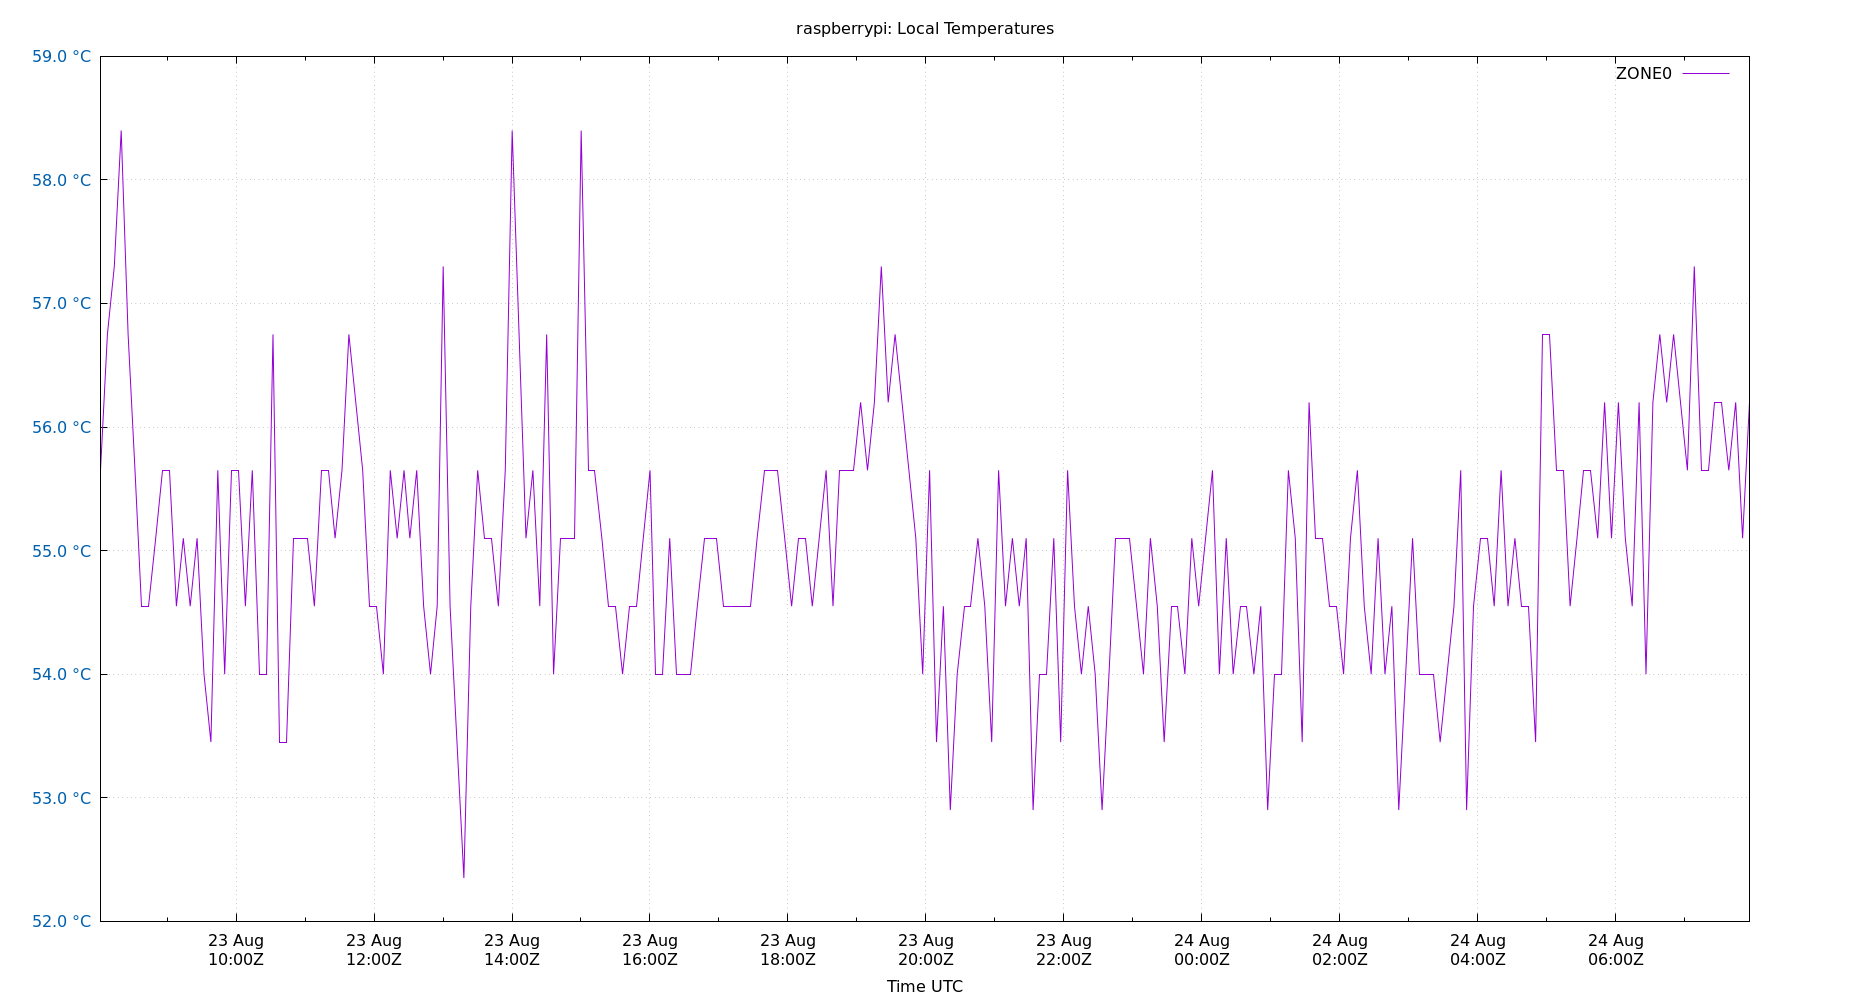 raspberrypi: Local Temperatures
59.0 °C
ZONE0
58.0 °C
57.0 °C
56.0 °C
55.0 °C
54.0 °C
53.0 °C
52.0 °C
23 Aug 23 Aug 23 Aug 23 Aug 23 Aug 23 Aug 23 Aug 24 Aug 24 Aug 24 Aug 24 Aug
10:00Z 12:00Z 14:00Z 16:00Z 18:00Z 20:00Z 22:00Z 00:00Z 02:00Z 04:00Z 06:00Z
Time UTC